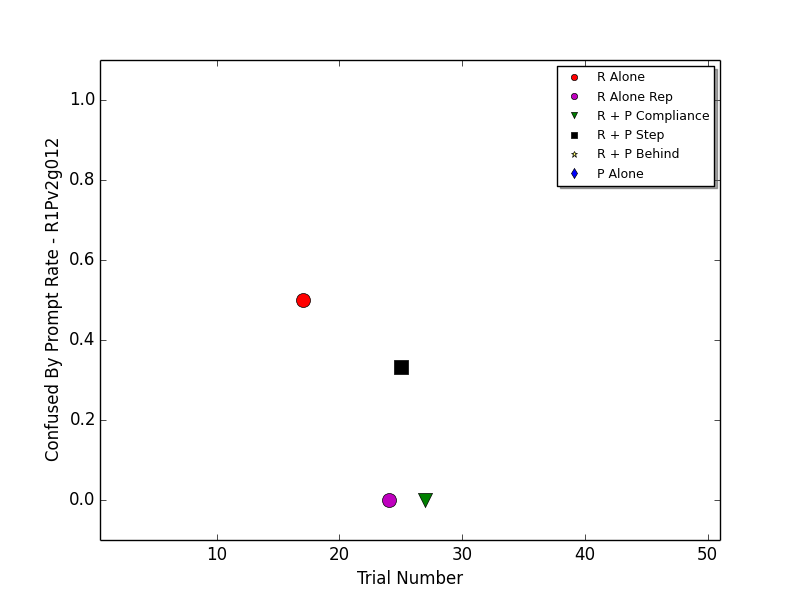 R Alone
R Alone Rep
R + P Compliance
R + P Step
R + P Behind
P Alone
1.0
0.8
0.6
0.4
0.2
0.0
Confused By Prompt Rate - R1Pv2g012
10 20 30 40 50
Trial Number